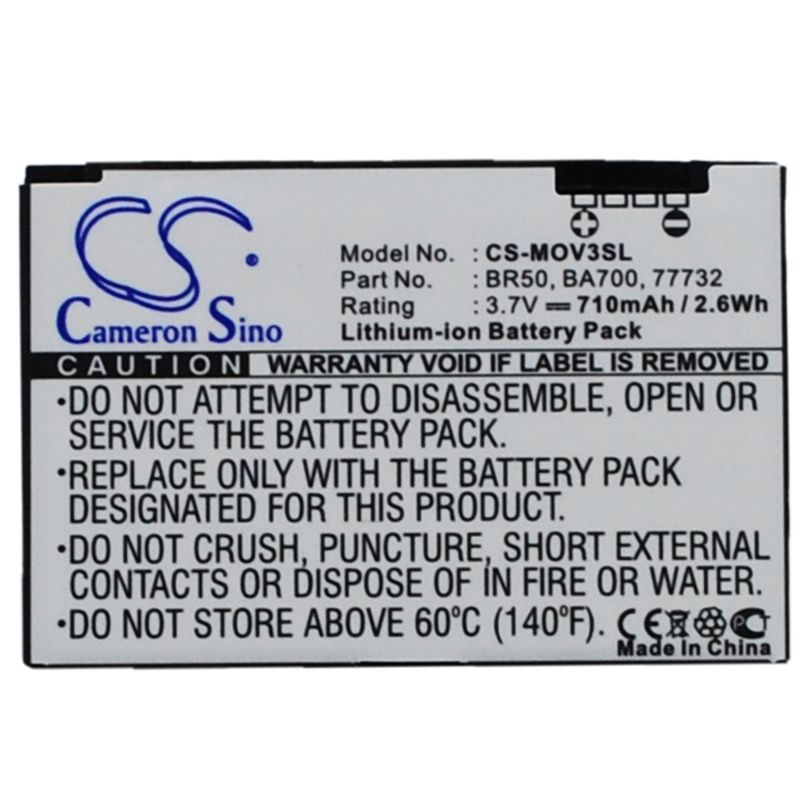 CS
Cameron Sino
Model No. : CS-MOV3SL
Part No. : BR50, BA700, 77732
Rating : 3.7V ⎓ 710mAh / 2.6Wh
Lithium-ion Battery Pack
CAUTION WARRANTY VOID IF LABEL IS REMOVED
·DO NOT ATTEMPT TO DISASSEMBLE, OPEN OR
SERVICE THE BATTERY PACK.
·REPLACE ONLY WITH THE BATTERY PACK
DESIGNATED FOR THIS PRODUCT.
·DO NOT CRUSH, PUNCTURE, SHORT EXTERNAL
CONTACTS OR DISPOSE OF IN FIRE OR WATER.
·DO NOT STORE ABOVE 60ºC (140ºF).
CE
Made in China